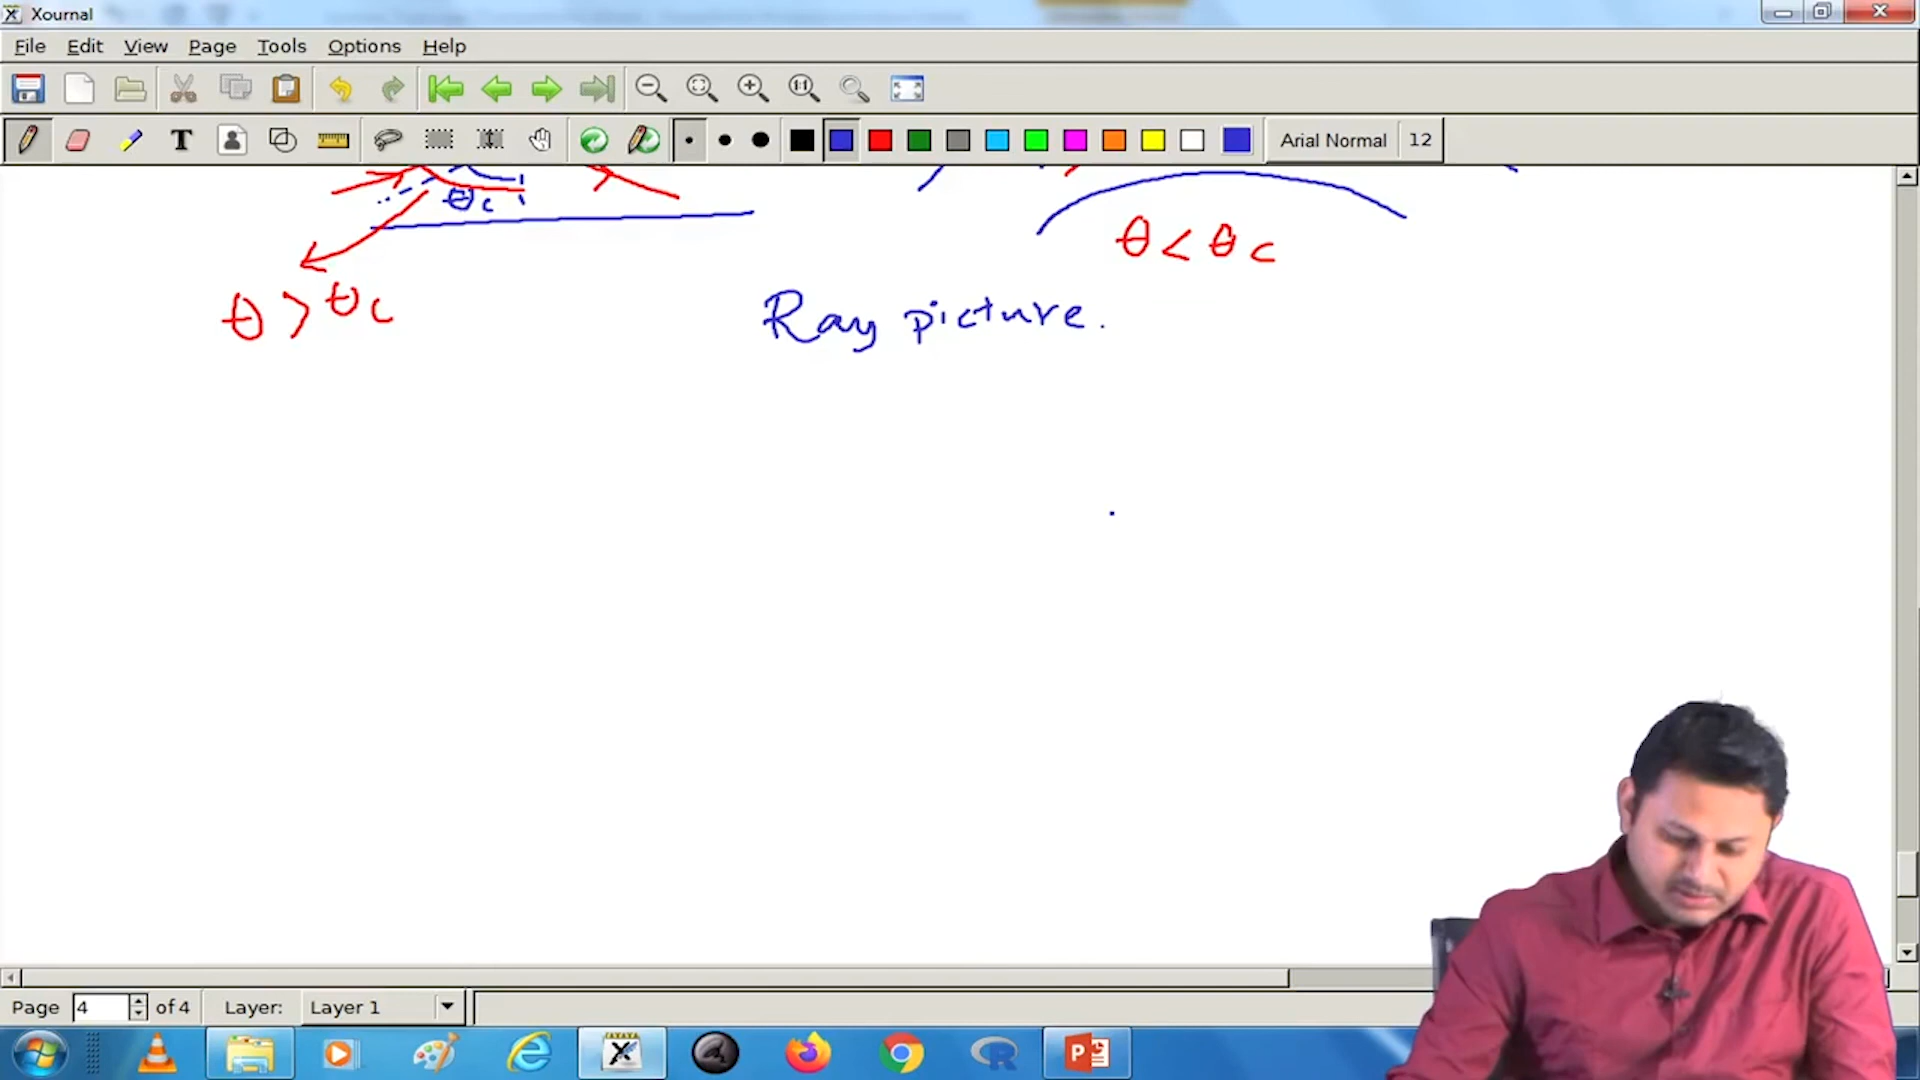 Xournal
File Edit View Page Tools Options Help
Arial Normal 12
θc
θ < θc
θ > θc
Ray picture.
Page 4 of 4 Layer: Layer 1